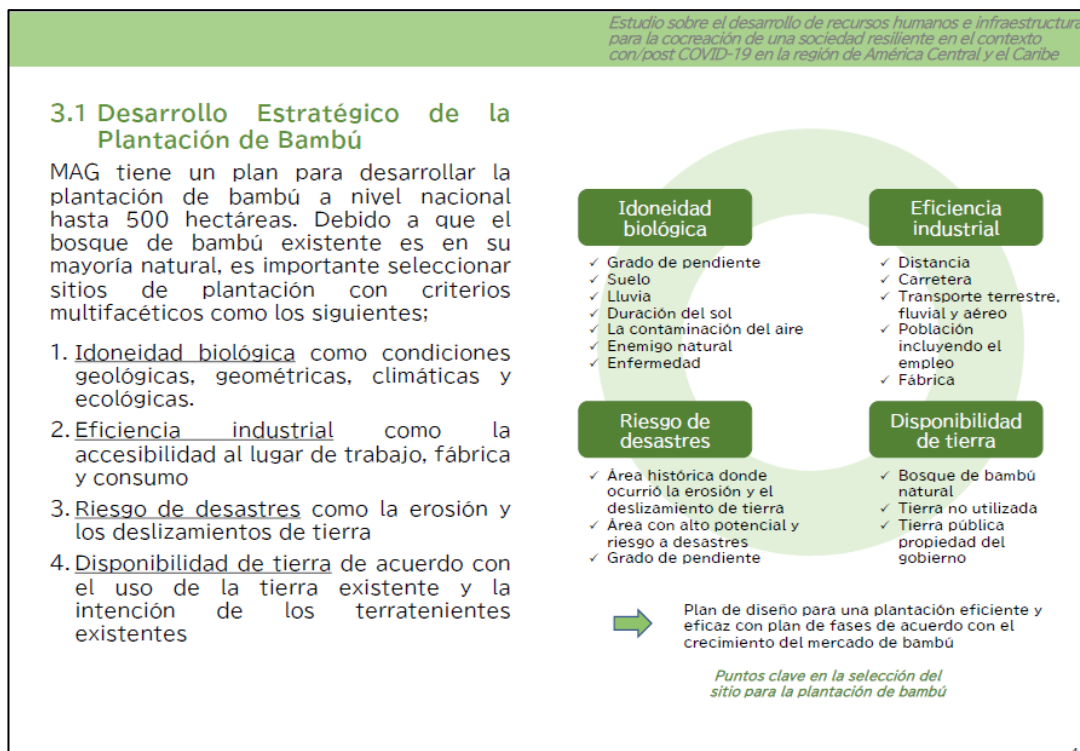 Estudio sobre el desarrollo de recursos humanos e infraestructura
para la cocreación de una sociedad resiliente en el contexto
con/post COVID-19 en la región de América Central y el Caribe
3.1 Desarrollo Estratégico de la
Plantación de Bambú
MAG tiene un plan para desarrollar la
plantación de bambú a nivel nacional
hasta 500 hectáreas. Debido a que el
bosque de bambú existente es en su
mayoría natural, es importante seleccionar
sitios de plantación con criterios
multifacéticos como los siguientes;
1. Idoneidad biológica como condiciones
geológicas, geométricas, climáticas y
ecológicas.
2. Eficiencia industrial como la
accesibilidad al lugar de trabajo, fábrica
y consumo
3. Riesgo de desastres como la erosión y
los deslizamientos de tierra
4. Disponibilidad de tierra de acuerdo con
el uso de la tierra existente y la
intención de los terratenientes
existentes
Idoneidad
biológica
✓ Grado de pendiente
✓ Suelo
✓ Lluvia
✓ Duración del sol
✓ La contaminación del aire
✓ Enemigo natural
✓ Enfermedad
Eficiencia
industrial
✓ Distancia
✓ Carretera
✓ Transporte terrestre,
fluvial y aéreo
✓ Población
incluyendo el
empleo
✓ Fábrica
Riesgo de
desastres
✓ Área histórica donde
ocurrió la erosión y el
deslizamiento de tierra
✓ Área con alto potencial y
riesgo a desastres
✓ Grado de pendiente
Disponibilidad
de tierra
✓ Bosque de bambú
natural
✓ Tierra no utilizada
✓ Tierra pública
propiedad del
gobierno
Plan de diseño para una plantación eficiente y
eficaz con plan de fases de acuerdo con el
crecimiento del mercado de bambú
Puntos clave en la selección del
sitio para la plantación de bambú